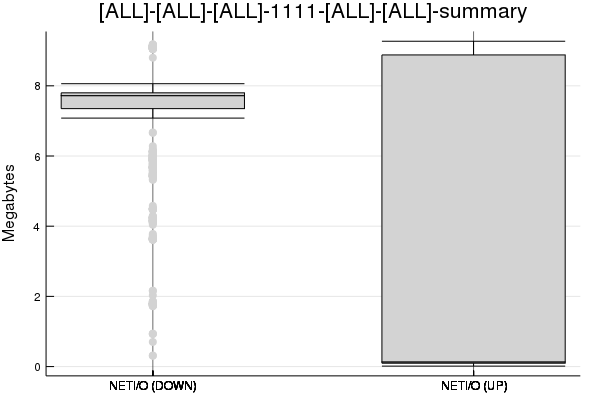 [ALL]-[ALL]-[ALL]-1111-[ALL]-[ALL]-summary
Megabytes
8
6
4
2
0
NETI/O (DOWN)
NETI/O (UP)